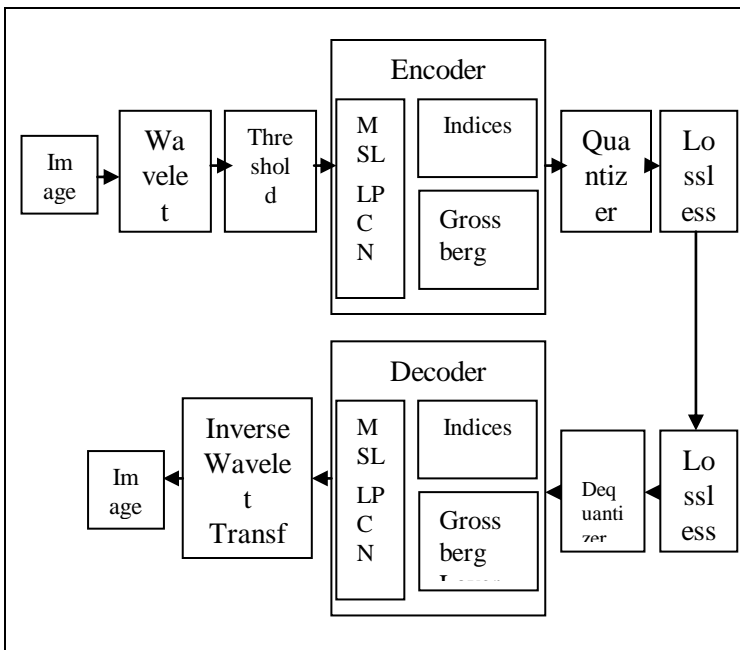 Encoder
Im
age
Wa
vele
t
Thre
shol
d
M
SL
LP
C
N
Indices
Gross
berg
Qua
ntiz
er
Lo
ssl
ess
Decoder
Im
age
Inverse
Wavele
t
Transf
M
SL
LP
C
N
Indices
Gross
berg
Deq
uanti
zer
Lo
ssl
ess